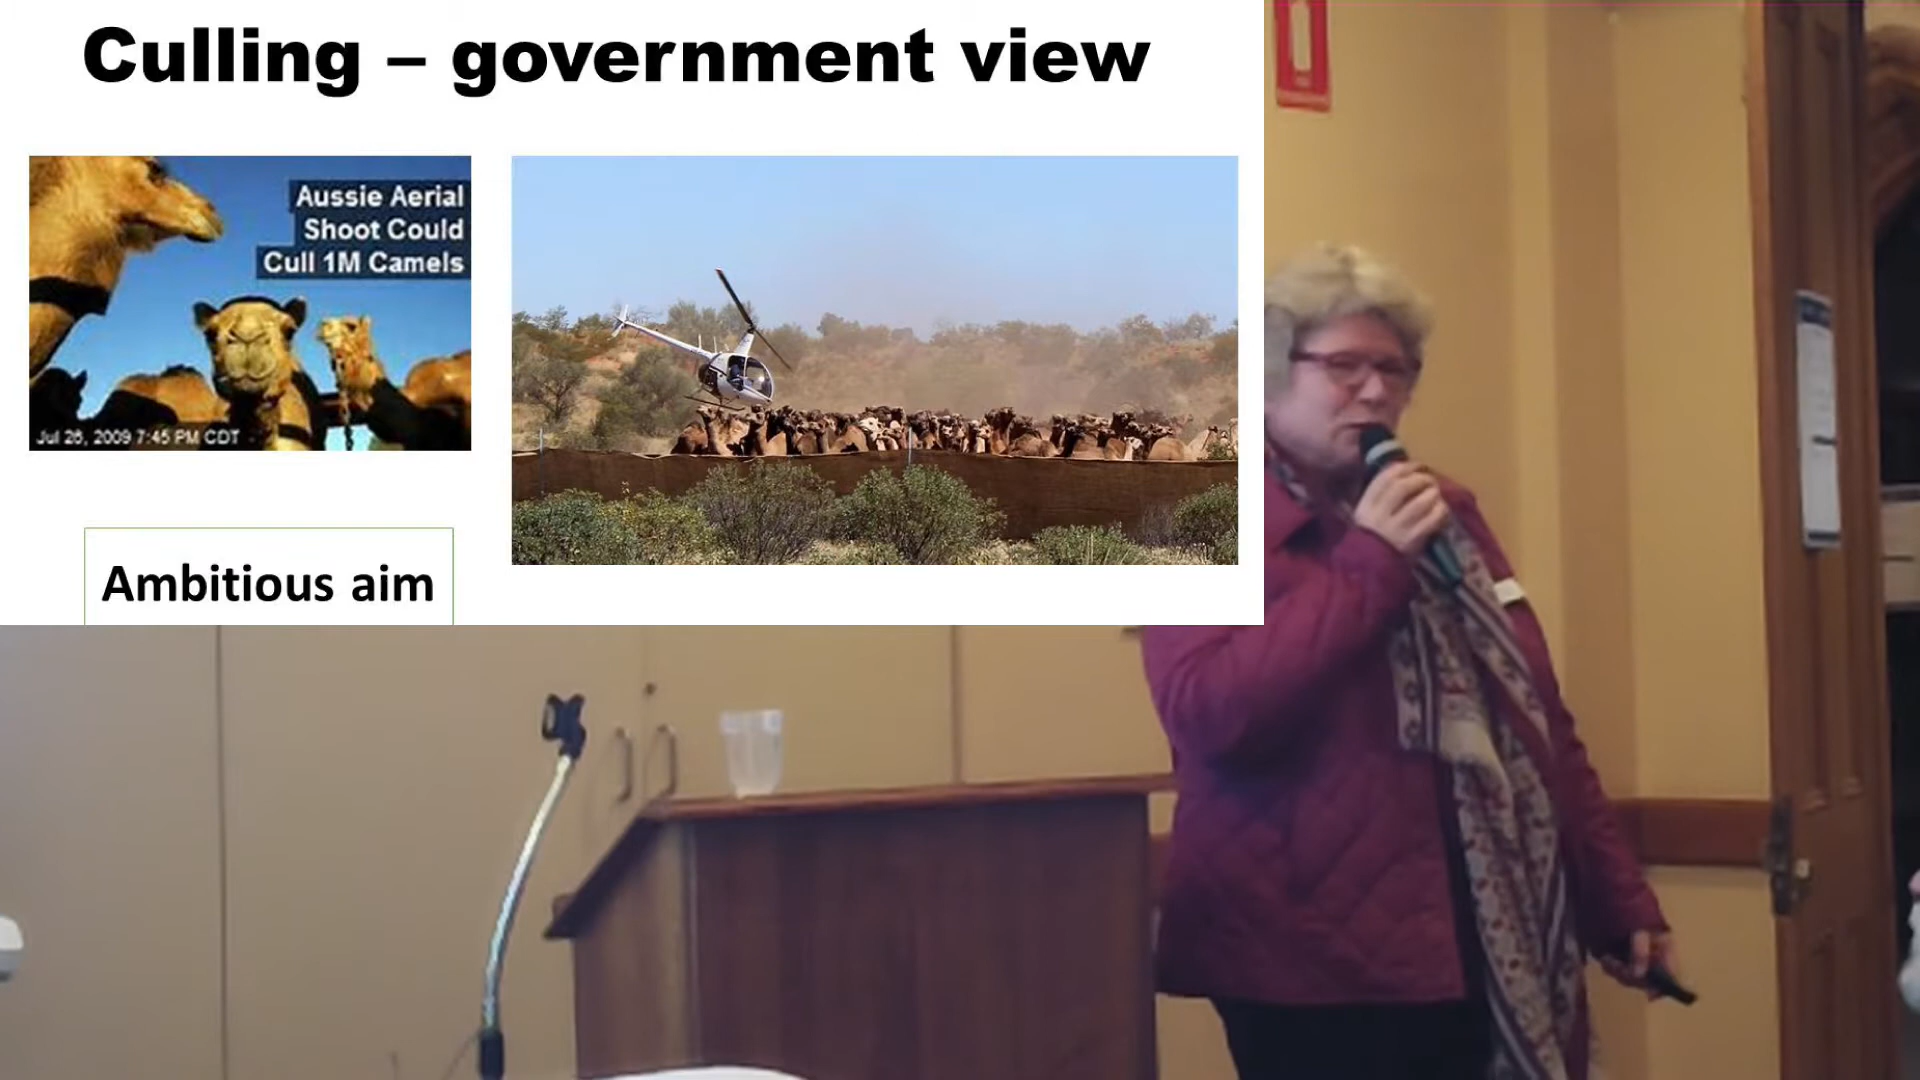 Culling – government view
Aussie Aerial
Shoot Could
Cull 1M Camels
Jul 26, 2009 7:45 PM CDT
Ambitious aim